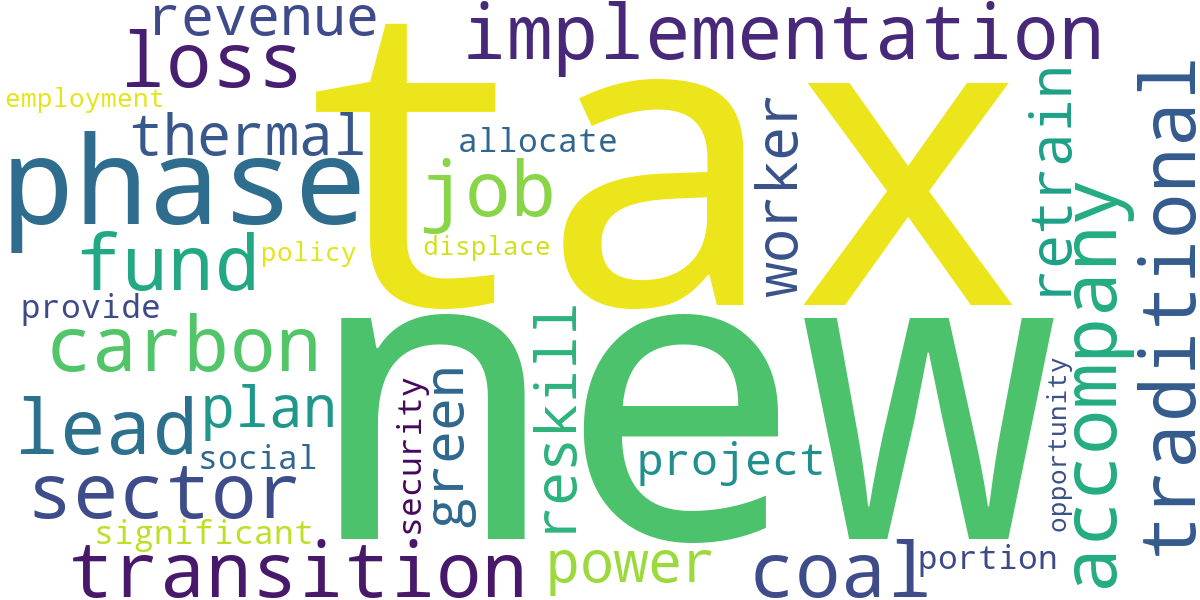 revenue
implementation
loss
tax
employment
thermal
allocate
worker
retrain
traditional
phase
job
accompany
fund
policy
displace
provide
new
carbon
reskill
lead
plan
green
security
opportunity
social
project
sector
significant
transition
power
coal
portion